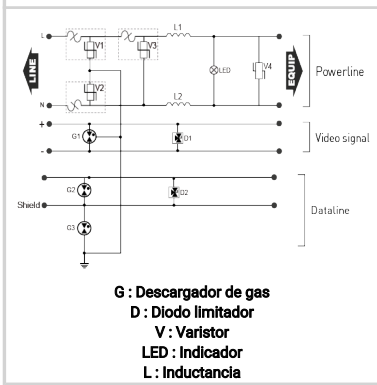 L1
L
V1
V3
LINE
LED
V4
EQUIP
Powerline
V2
N
L2
+
G1
D1
Video signal
-
G2
D2
Dataline
Shield
G3
G : Descargador de gas
D : Diodo limitador
V : Varistor
LED : Indicador
L : Inductancia